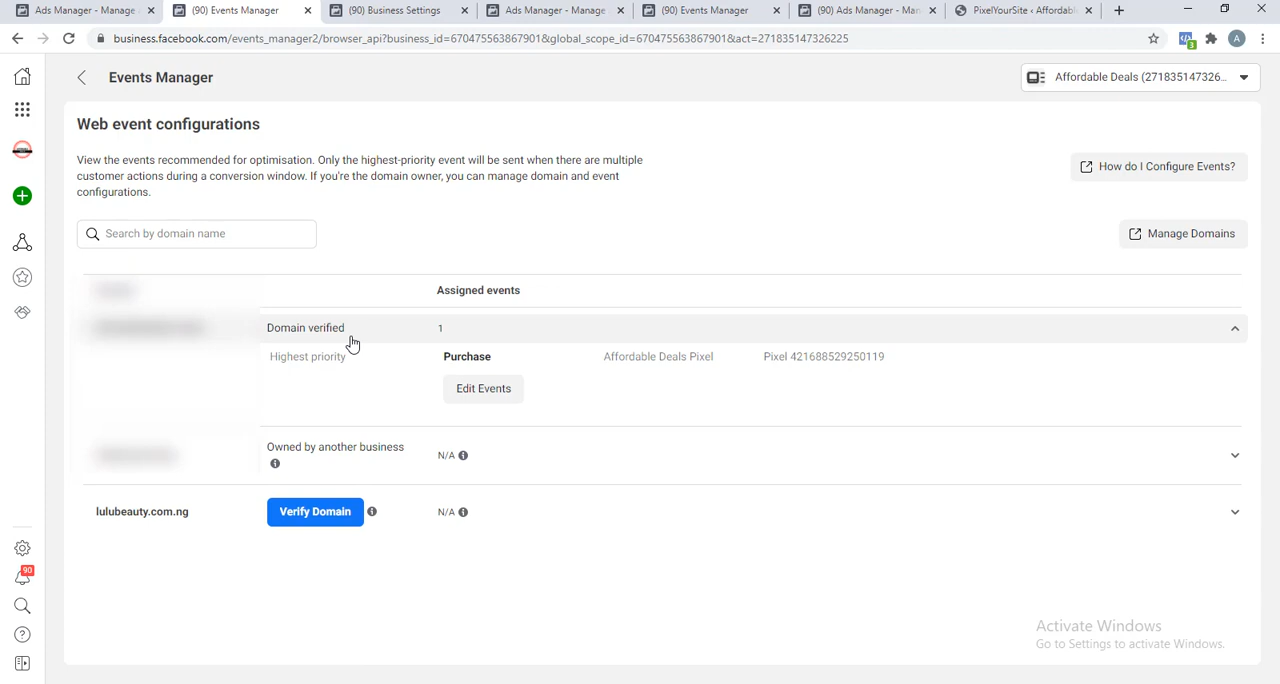 Ads Manager - Manage
(90) Events Manager
(90) Business Settings
Ads Manager - Manage
(90) Events Manager
(90) Ads Manager - Man
PixelYourSite ‹ Affordabl
business.facebook.com/events_manager2/browser_api?business_id=670475563867901&global_scope_id=670475563867901&act=271835147326225
3
A
Events Manager
Affordable Deals (271835147326...
Web event configurations
View the events recommended for optimisation. Only the highest-priority event will be sent when there are multiple
customer actions during a conversion window. If you're the domain owner, you can manage domain and event
configurations.
How do I Configure Events?
Search by domain name
Manage Domains
Assigned events
Domain verified
1
Highest priority
Purchase
Affordable Deals Pixel
Pixel 421688529250119
Edit Events
Owned by another business
N/A
lulubeauty.com.ng
Verify Domain
N/A
90
Activate Windows
Go to Settings to activate Windows.